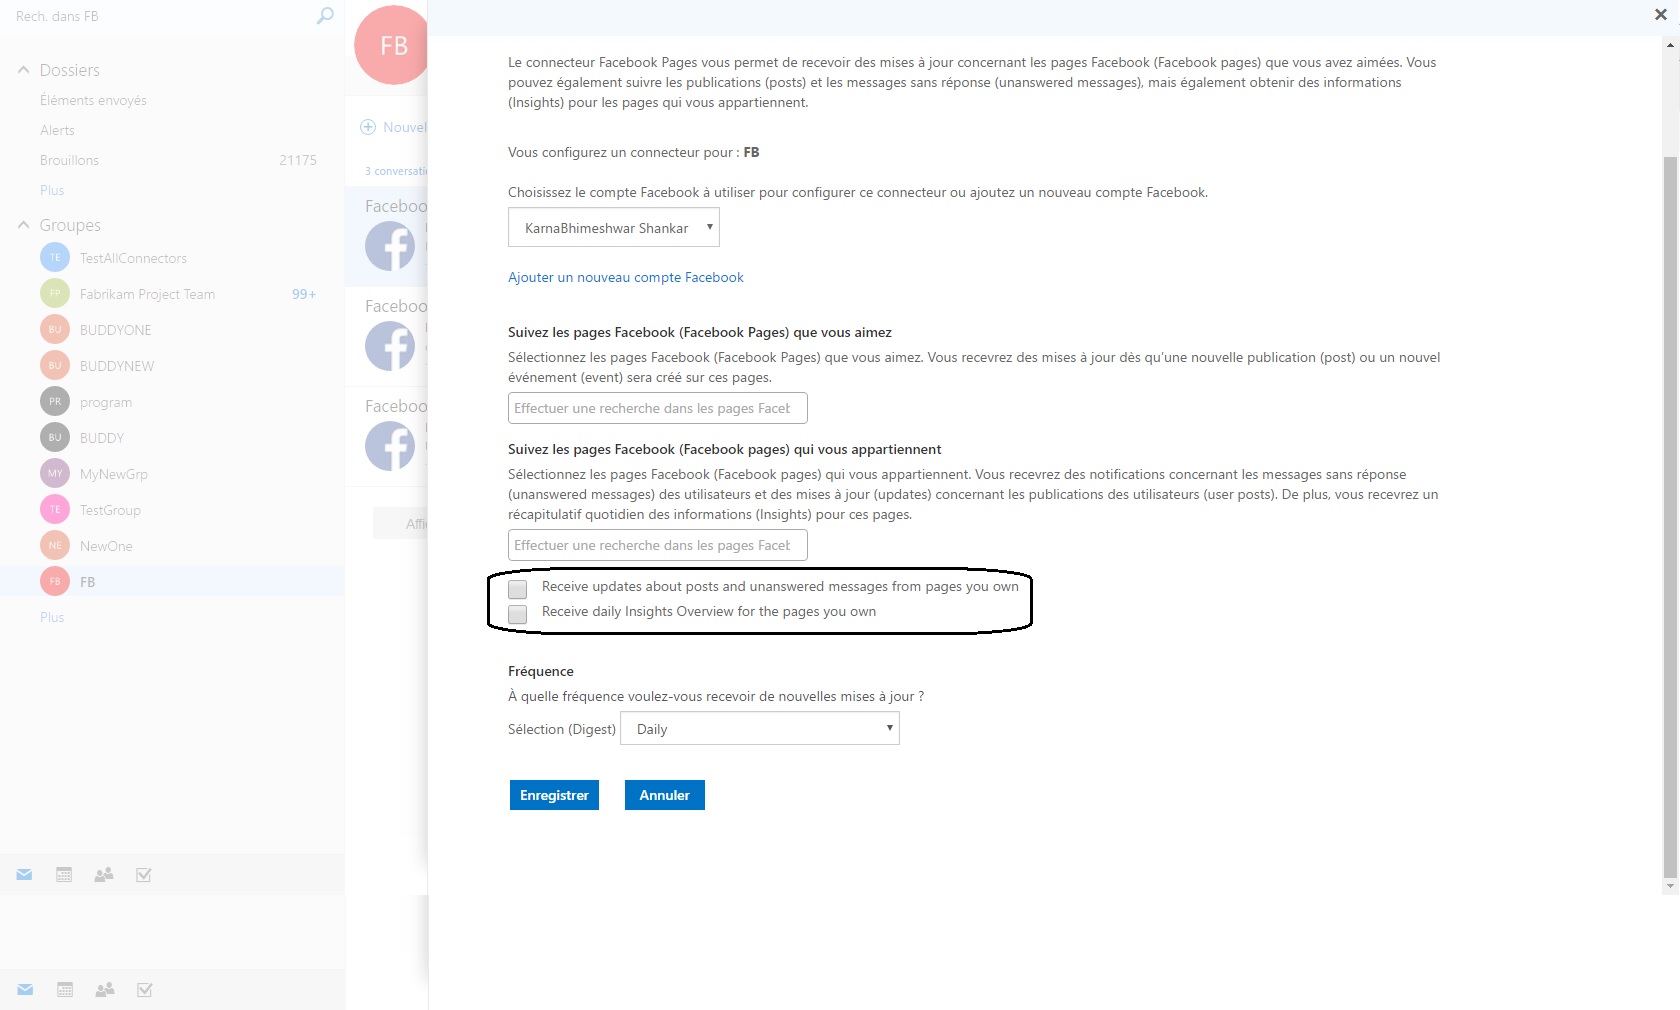 Rech. dans FB
Dossiers
Éléments envoyés
Alerts
Brouillons 21175
Plus
Groupes
TE TestAllConnectors
FP Fabrikam Project Team 99+
BU BUDDYONE
BU BUDDYNEW
PR program
BU BUDDY
MY MyNewGrp
TE TestGroup
NE NewOne
FB FB
Plus
FB
Nouvel
3 conversati
Faceboo
Faceboo
Faceboo
Affi
Le connecteur Facebook Pages vous permet de recevoir des mises à jour concernant les pages Facebook (Facebook pages) que vous avez aimées. Vous
pouvez également suivre les publications (posts) et les messages sans réponse (unanswered messages), mais également obtenir des informations
(Insights) pour les pages qui vous appartiennent.
Vous configurez un connecteur pour : FB
Choisissez le compte Facebook à utiliser pour configurer ce connecteur ou ajoutez un nouveau compte Facebook.
KarnaBhimeshwar Shankar
Ajouter un nouveau compte Facebook
Suivez les pages Facebook (Facebook Pages) que vous aimez
Sélectionnez les pages Facebook (Facebook Pages) que vous aimez. Vous recevrez des mises à jour dès qu'une nouvelle publication (post) ou un nouvel
événement (event) sera créé sur ces pages.
Effectuer une recherche dans les pages Faceb
Suivez les pages Facebook (Facebook pages) qui vous appartiennent
Sélectionnez les pages Facebook (Facebook pages) qui vous appartiennent. Vous recevrez des notifications concernant les messages sans réponse
(unanswered messages) des utilisateurs et des mises à jour (updates) concernant les publications des utilisateurs (user posts). De plus, vous recevrez un
récapitulatif quotidien des informations (Insights) pour ces pages.
Effectuer une recherche dans les pages Faceb
Receive updates about posts and unanswered messages from pages you own
Receive daily Insights Overview for the pages you own
Fréquence
À quelle fréquence voulez-vous recevoir de nouvelles mises à jour ?
Sélection (Digest) Daily
Enregistrer Annuler